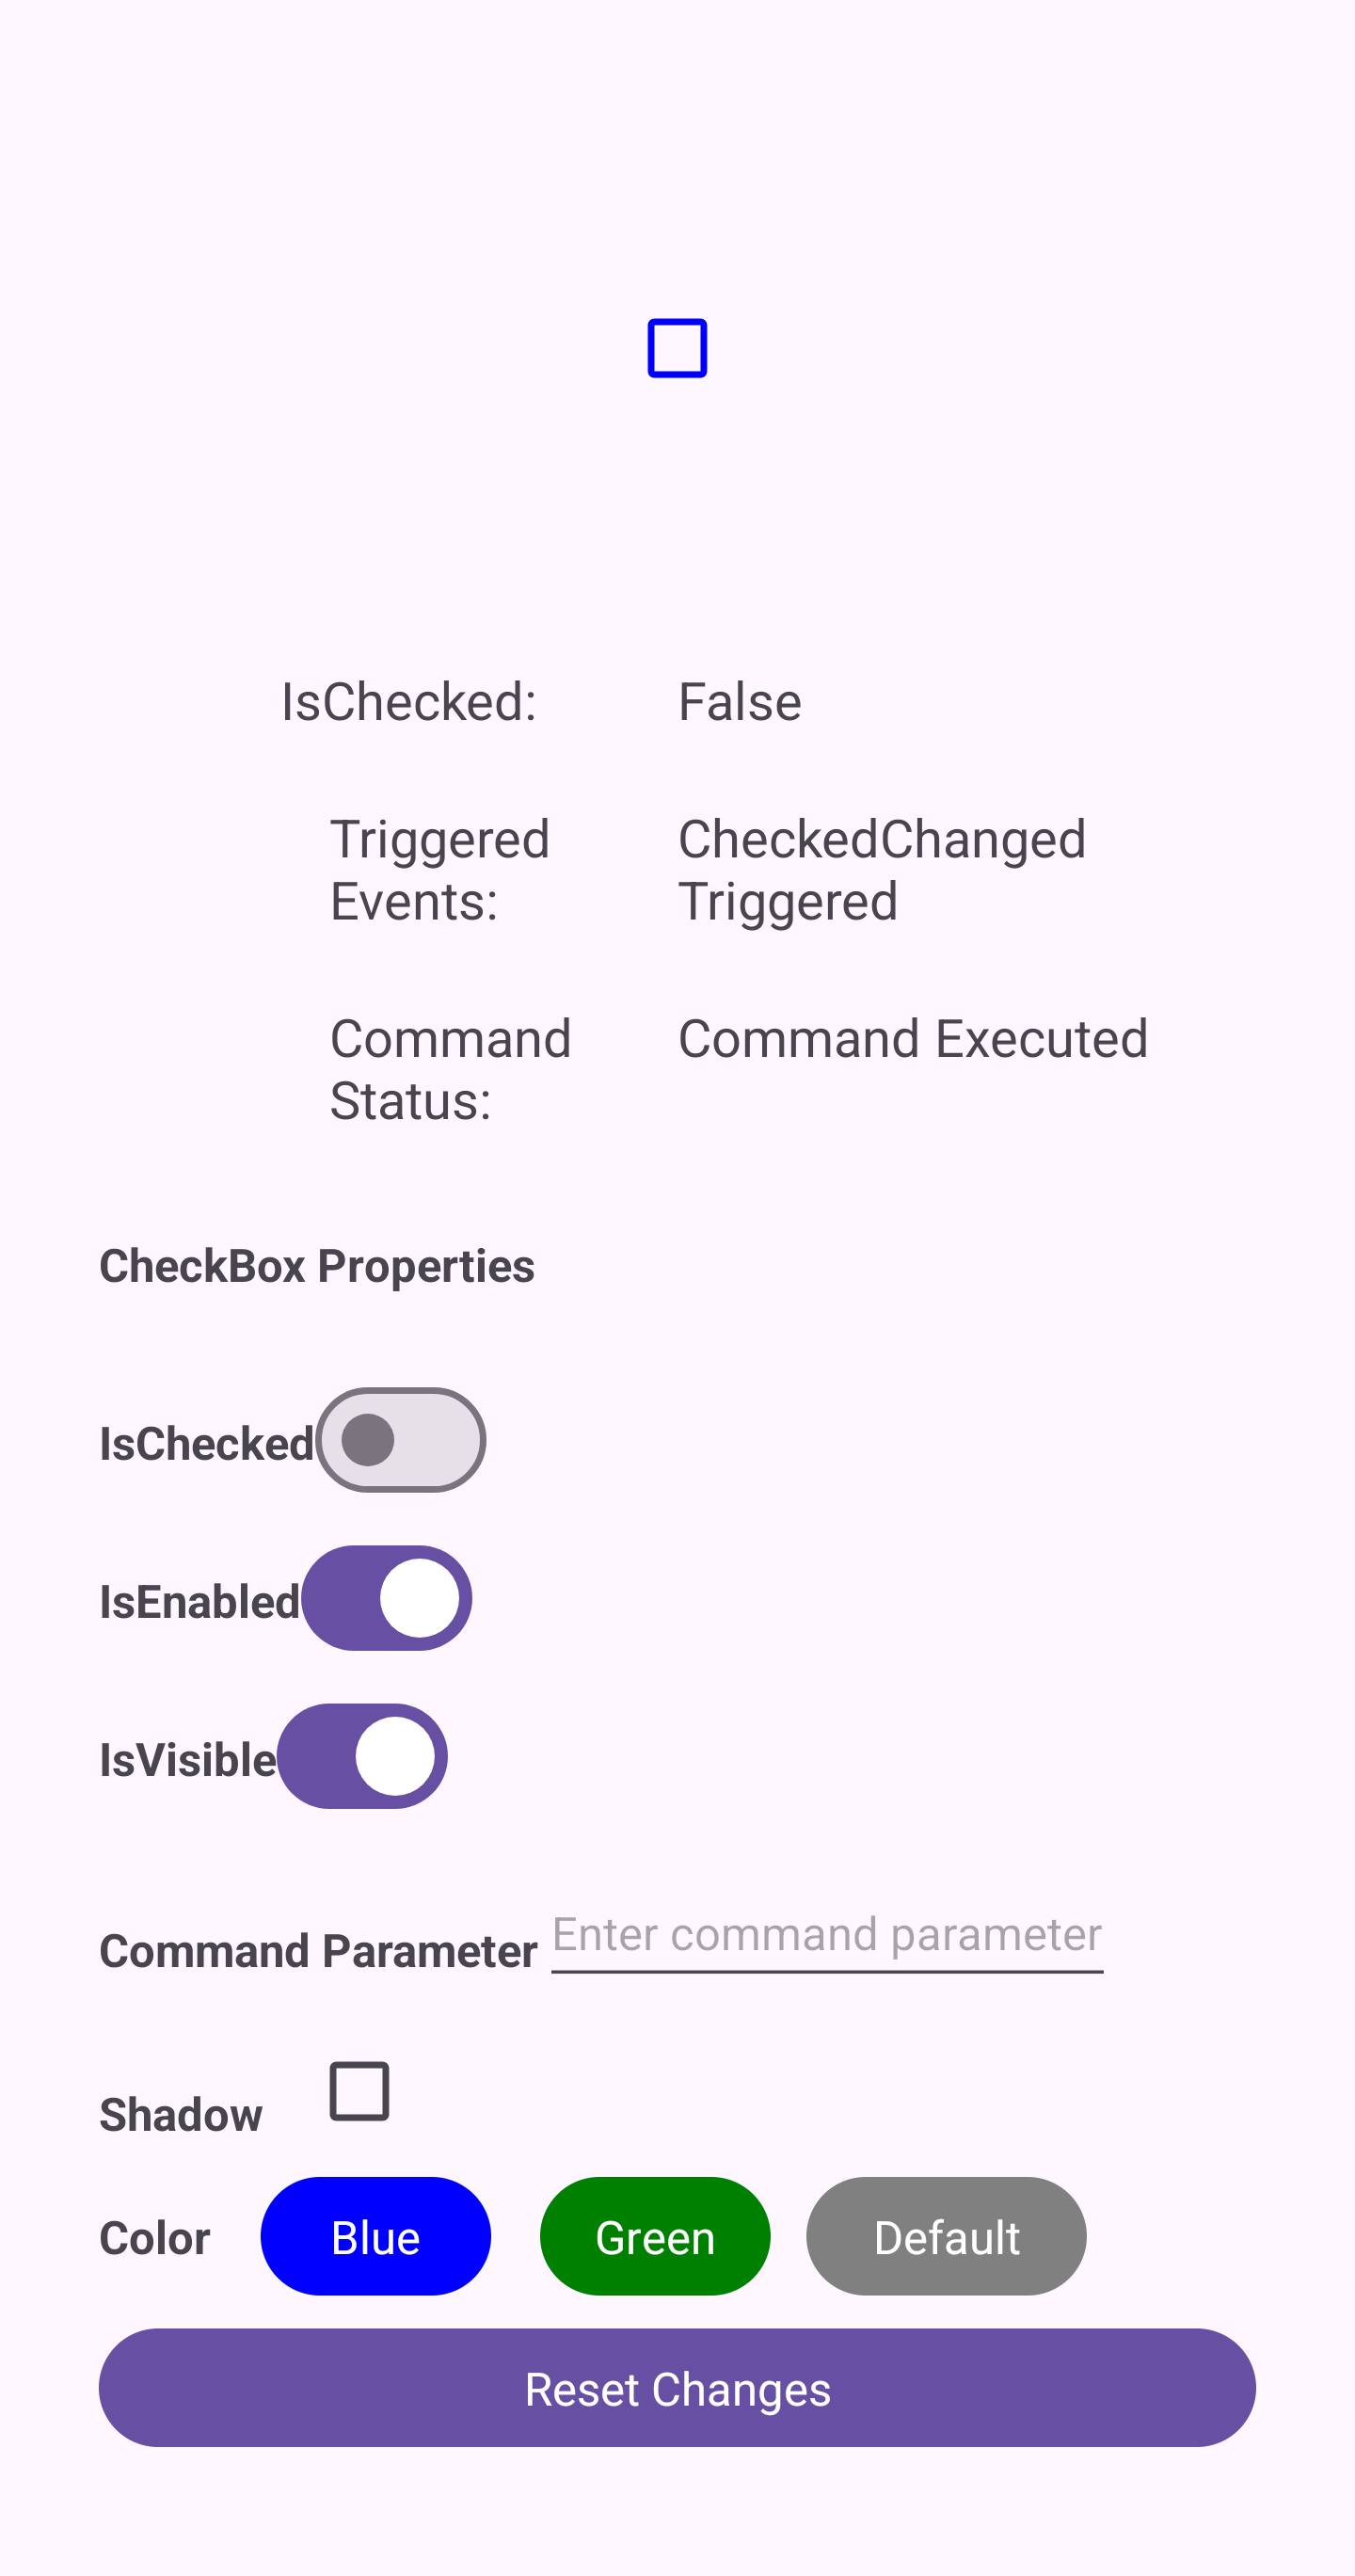 IsChecked: False
Triggered Events: CheckedChanged Triggered
Command Status: Command Executed
CheckBox Properties
IsChecked
IsEnabled
IsVisible
Command Parameter Enter command parameter
Shadow
Color Blue Green Default
Reset Changes